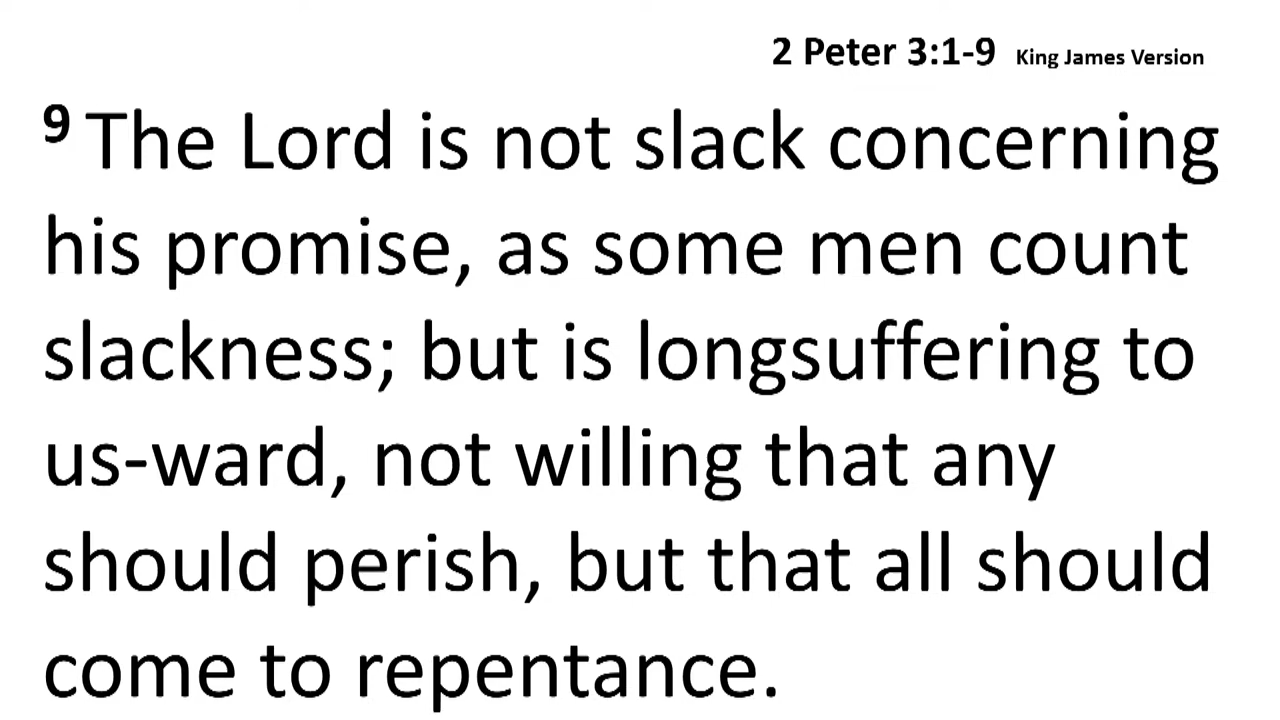 2 Peter 3:1-9 King James Version
9 The Lord is not slack concerning
his promise, as some men count
slackness; but is longsuffering to
us-ward, not willing that any
should perish, but that all should
come to repentance.